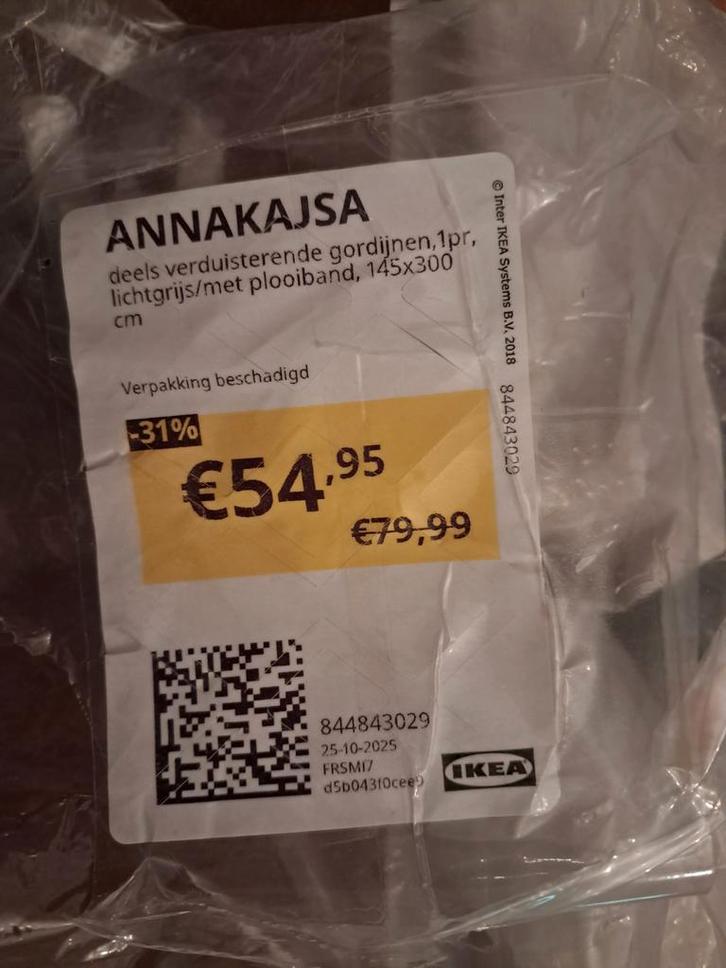 ANNAKAJSA
deels verduisterende gordijnen,1pr,
lichtgrijs/met plooiband, 145x300
cm
Verpakking beschadigd
-31%
€54,95
€79,99
844843029
25-10-2025
FRSMI7
d5b043f0cee9
IKEA
© Inter IKEA Systems B.V. 2018 844843029